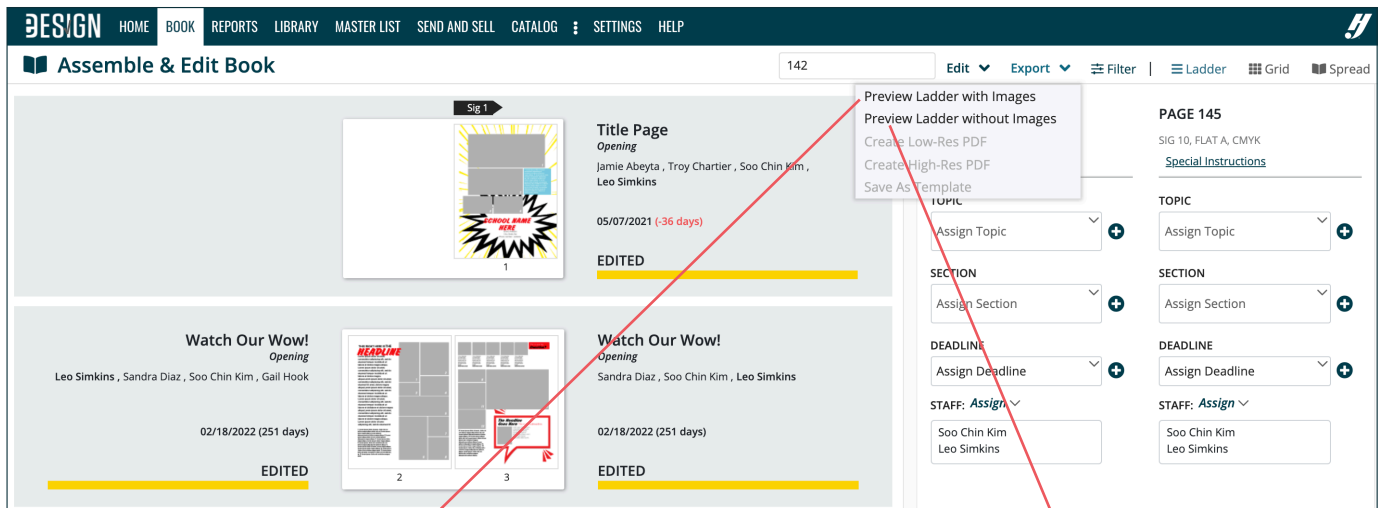 DESIGN HOME BOOK REPORTS LIBRARY MASTER LIST SEND AND SELL CATALOG SETTINGS HELP
Assemble & Edit Book
142
Edit Export Filter | Ladder Grid Spread
Preview Ladder with Images
Preview Ladder without Images
Create Low-Res PDF
Create High-Res PDF
Save As Template
Sig 1
SCHOOL NAME
HERE
1
Title Page
Opening
Jamie Abeyta , Troy Chartier , Soo Chin Kim ,
Leo Simkins
05/07/2021 (-36 days)
EDITED
Watch Our Wow!
Opening
Leo Simkins , Sandra Diaz , Soo Chin Kim , Gail Hook
02/18/2022 (251 days)
EDITED
HEADLINE
2
The Headline
Goes Here
3
Watch Our Wow!
Opening
Sandra Diaz , Soo Chin Kim , Leo Simkins
02/18/2022 (251 days)
EDITED
TOPIC
Assign Topic
SECTION
Assign Section
DEADLINE
Assign Deadline
STAFF: Assign
Soo Chin Kim
Leo Simkins
PAGE 145
SIG 10, FLAT A, CMYK
Special Instructions
TOPIC
Assign Topic
SECTION
Assign Section
DEADLINE
Assign Deadline
STAFF: Assign
Soo Chin Kim
Leo Simkins